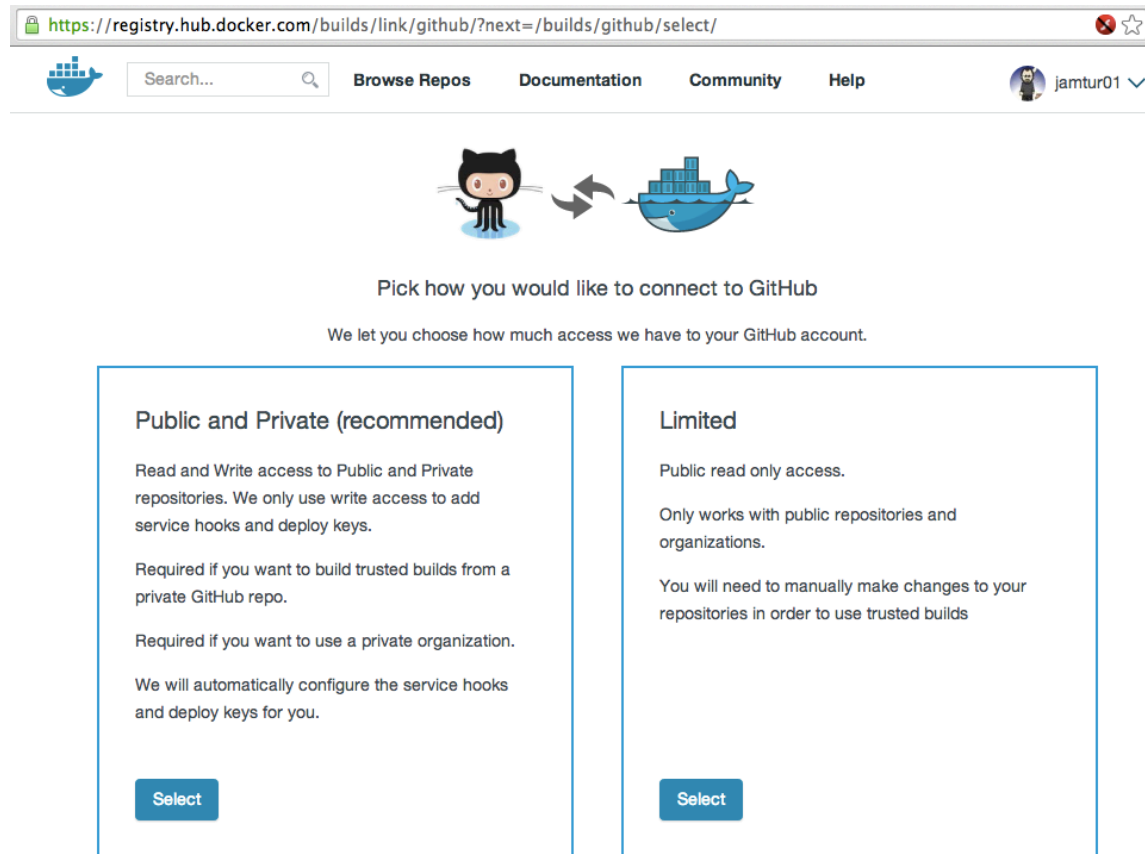 https://registry.hub.docker.com/builds/link/github/?next=/builds/github/select/
Search... Browse Repos Documentation Community Help jamtur01
Pick how you would like to connect to GitHub
We let you choose how much access we have to your GitHub account.
Public and Private (recommended)
Read and Write access to Public and Private
repositories. We only use write access to add
service hooks and deploy keys.
Required if you want to build trusted builds from a
private GitHub repo.
Required if you want to use a private organization.
We will automatically configure the service hooks
and deploy keys for you.
Select
Limited
Public read only access.
Only works with public repositories and
organizations.
You will need to manually make changes to your
repositories in order to use trusted builds
Select